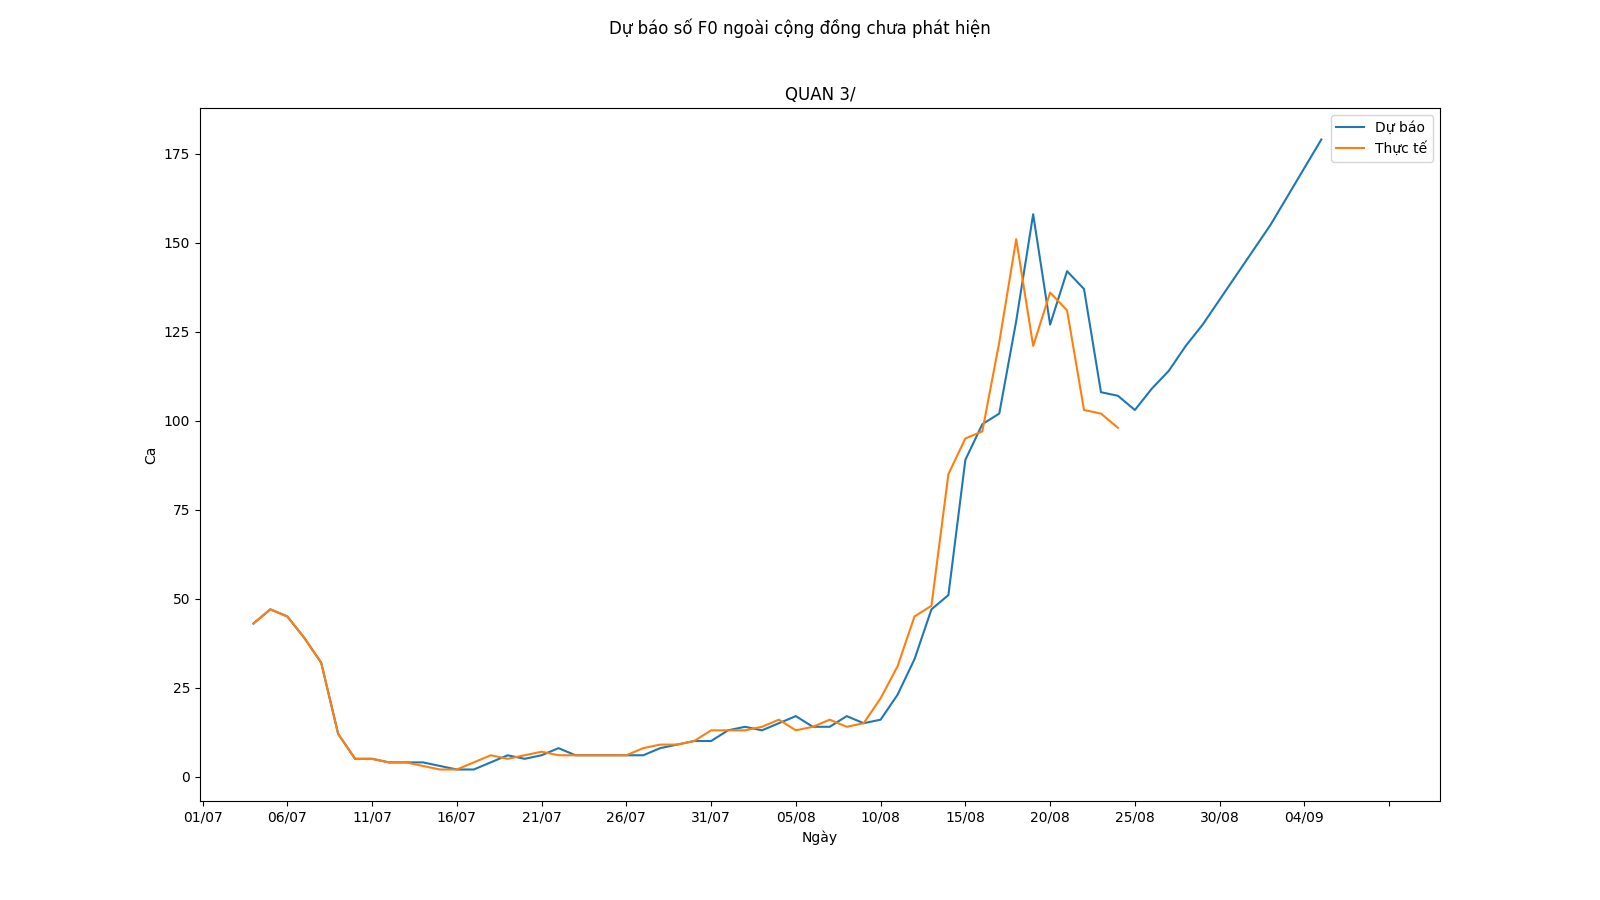 Dự báo số F0 ngoài cộng đồng chưa phát hiện
QUAN 3/
Dự báo
Thực tế
175
150
125
100
75
50
25
0
Ca
01/07 06/07 11/07 16/07 21/07 26/07 31/07 05/08 10/08 15/08 20/08 25/08 30/08 04/09
Ngày